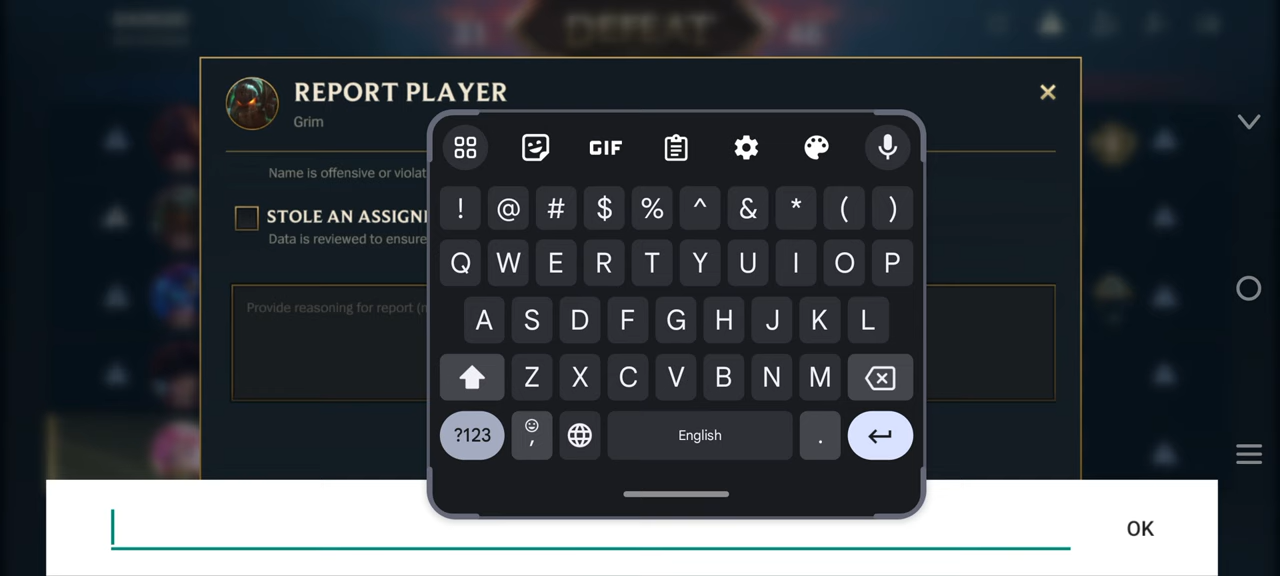 DEFEAT
REPORT PLAYER
Grim
Name is offensive or violat
STOLE AN ASSIGN
Data is reviewed to ensure
Provide reasoning for report (
GIF
! @ # $ % ^ & * ( )
Q W E R T Y U I O P
A S D F G H J K L
Z X C V B N M
?123 , English .
OK